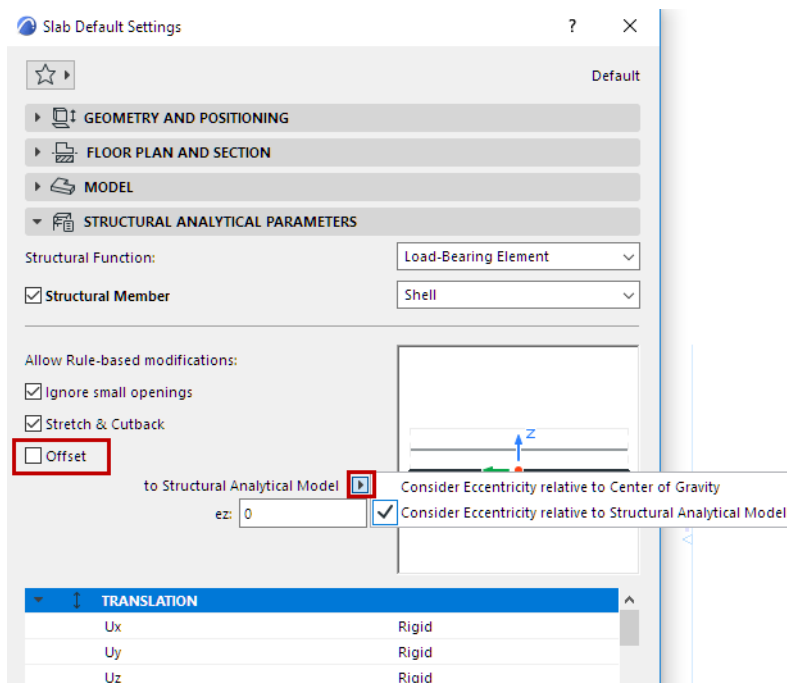 Slab Default Settings ? ×
Default
GEOMETRY AND POSITIONING
FLOOR PLAN AND SECTION
MODEL
STRUCTURAL ANALYTICAL PARAMETERS
Structural Function: Load-Bearing Element
Structural Member Shell
Allow Rule-based modifications:
Ignore small openings
Stretch & Cutback
z
Offset
to Structural Analytical Model Consider Eccentricity relative to Center of Gravity
ez: 0 Consider Eccentricity relative to Structural Analytical Model
TRANSLATION
Ux Rigid
Uy Rigid
Uz Rigid